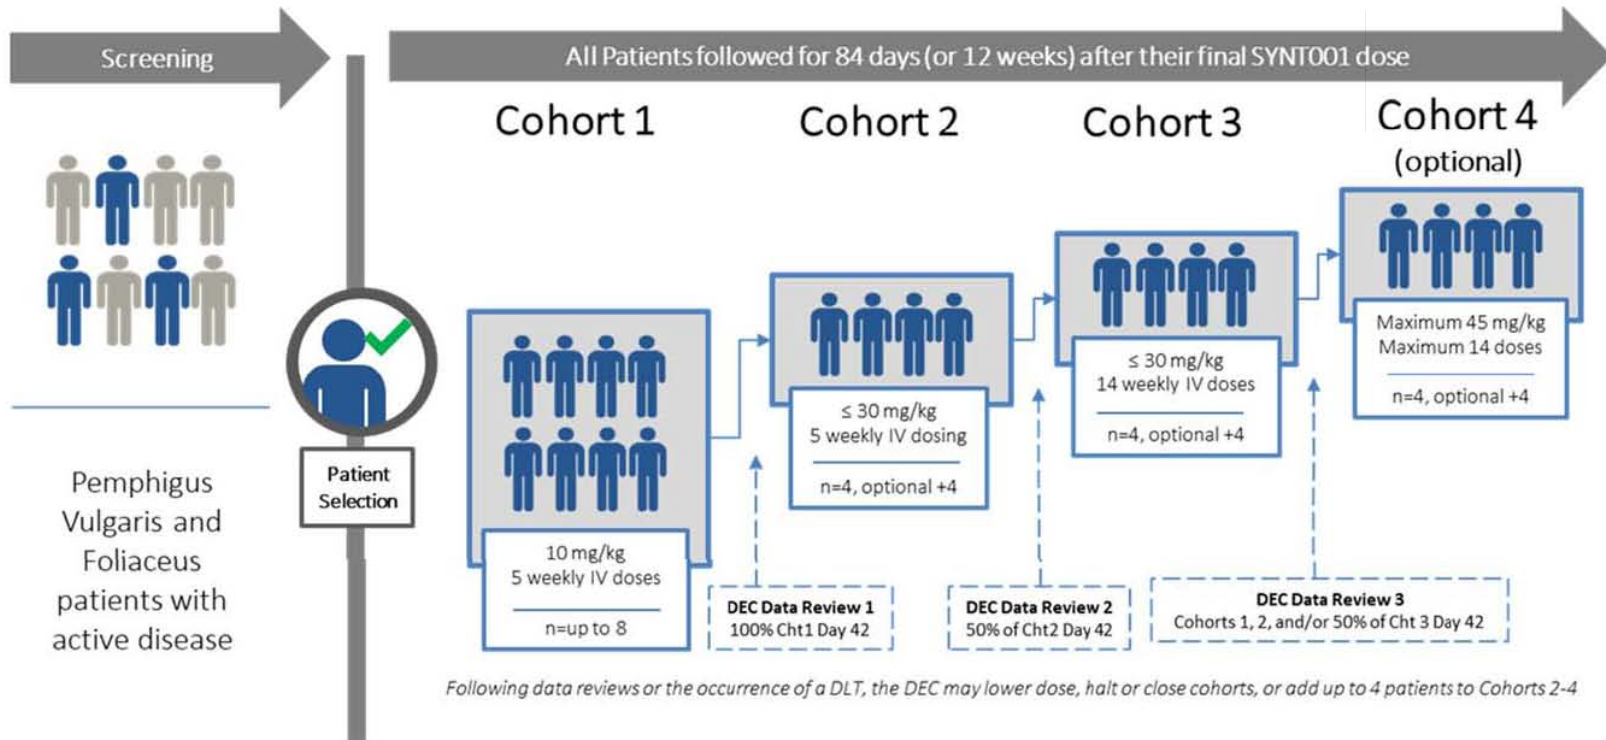 Screening
All Patients followed for 84 days (or 12 weeks) after their final SYNT001 dose
Cohort 1
Cohort 2
Cohort 3
Cohort 4
(optional)
Pemphigus
Vulgaris and
Foliaceus
patients with
active disease
Patient
Selection
10 mg/kg
5 weekly IV doses
n=up to 8
≤ 30 mg/kg
5 weekly IV dosing
n=4, optional +4
≤ 30 mg/kg
14 weekly IV doses
n=4, optional +4
Maximum 45 mg/kg
Maximum 14 doses
n=4, optional +4
DEC Data Review 1
100% Cht1 Day 42
DEC Data Review 2
50% of Cht2 Day 42
DEC Data Review 3
Cohorts 1, 2, and/or 50% of Cht 3 Day 42
Following data reviews or the occurrence of a DLT, the DEC may lower dose, halt or close cohorts, or add up to 4 patients to Cohorts 2-4